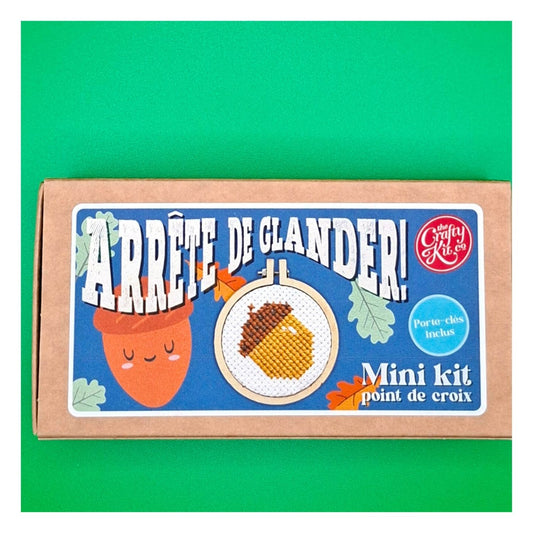 ARRÊTE DE GLANDER!
the
Crafty
Kit co
Porte-clés
inclus
Mini kit
point de croix